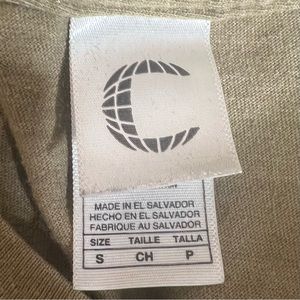 C
MADE IN EL SALVADOR
HECHO EN EL SALVADOR
FABRIQUE AU SALVADOR
SIZE TAILLE TALLA
S CH P